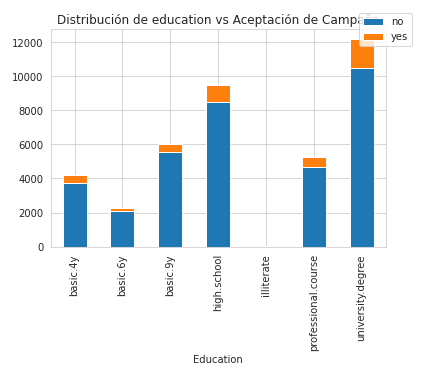 Distribución de education vs Aceptación de
no
yes
12000
10000
8000
6000
4000
2000
0
basic.4y
basic.6y
basic.9y
high.school
illiterate
professional.course
university.degree
Education